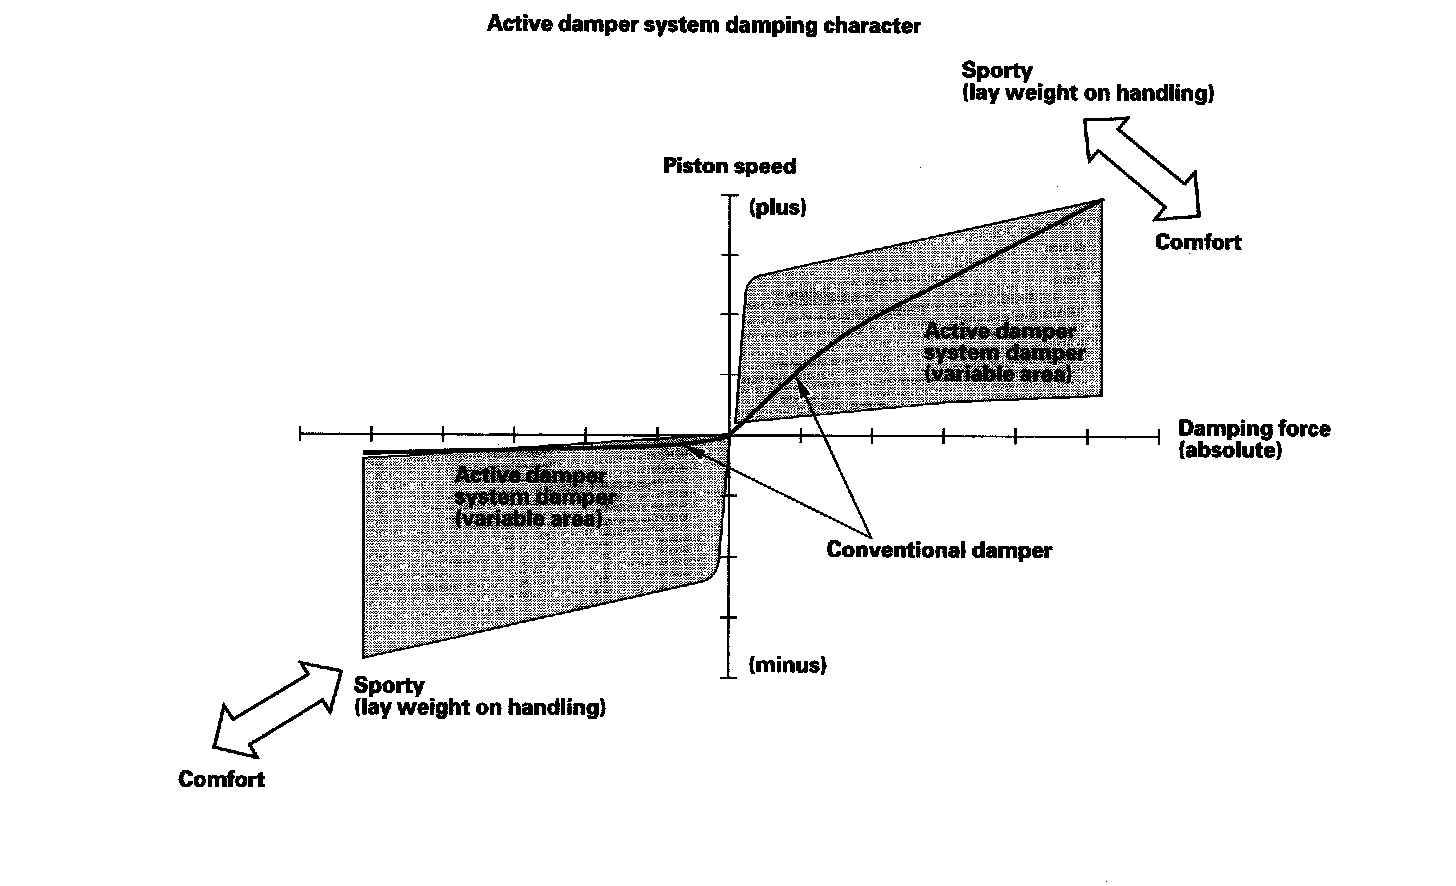 Active damper system damping character
Sporty
(lay weight on handling)
Piston speed
(plus)
Comfort
Active damper
system damper
(variable area)
Damping force
(absolute)
Active damper
system damper
(variable area)
Conventional damper
(minus)
Sporty
(lay weight on handling)
Comfort